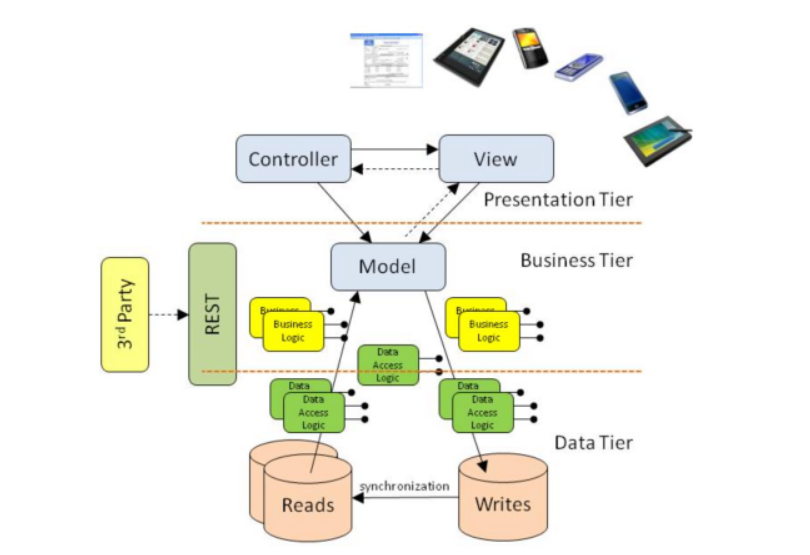 Controller
View
Presentation Tier
Model
Business Tier
3rd Party
REST
Business
Business
Logic
Business
Business
Logic
Data
Access
Logic
Data
Data
Access
Logic
Data
Data
Access
Logic
Data Tier
synchronization
Reads
Writes